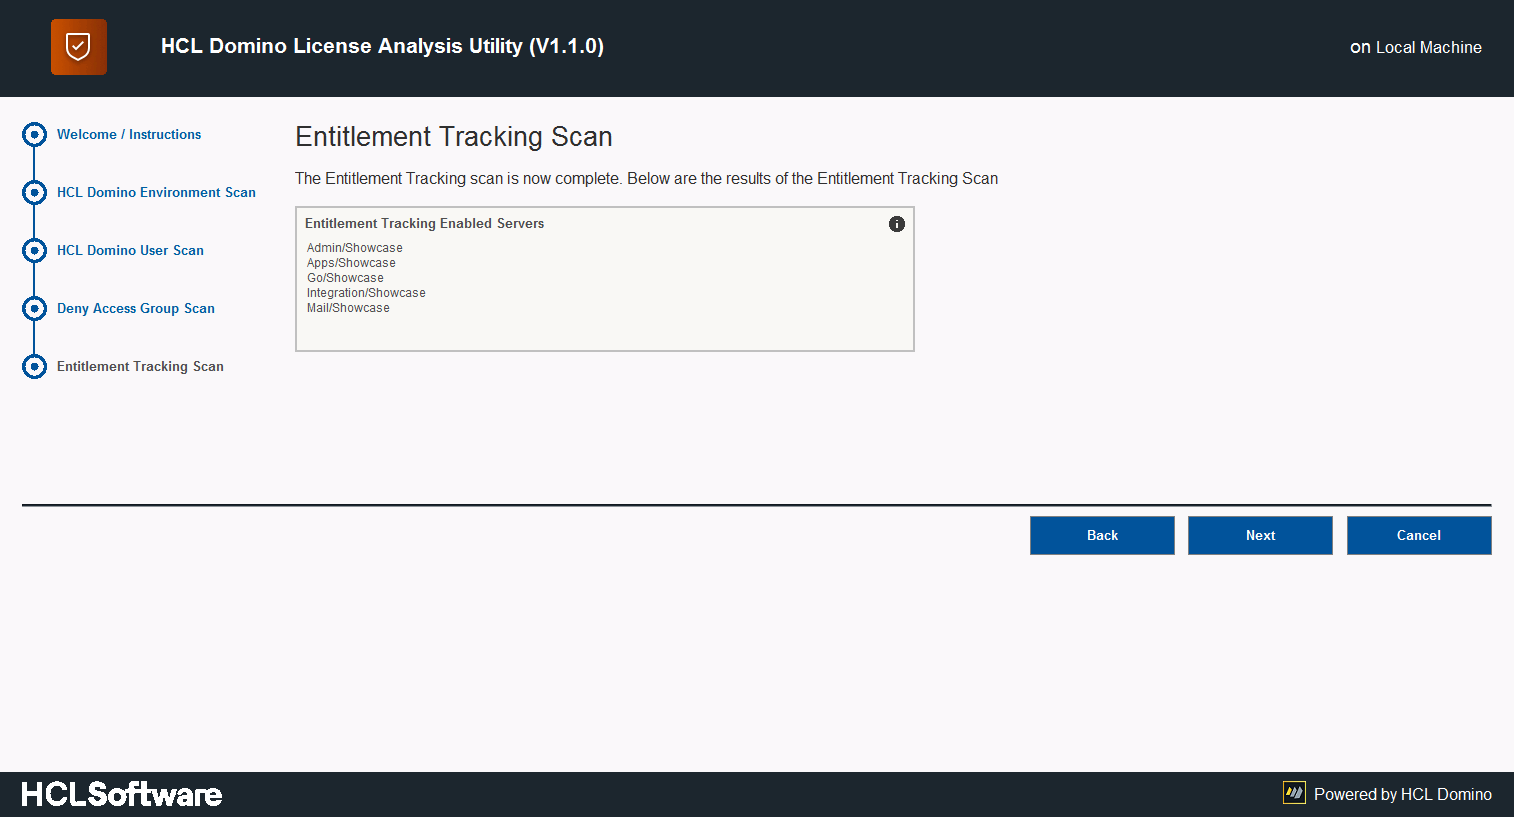 HCL Domino License Analysis Utility (V1.1.0)
on Local Machine
Welcome / Instructions
HCL Domino Environment Scan
HCL Domino User Scan
Deny Access Group Scan
Entitlement Tracking Scan
Entitlement Tracking Scan
The Entitlement Tracking scan is now complete. Below are the results of the Entitlement Tracking Scan
Entitlement Tracking Enabled Servers
Admin/Showcase
Apps/Showcase
Go/Showcase
Integration/Showcase
Mail/Showcase
Back
Next
Cancel
HCLSoftware
Powered by HCL Domino